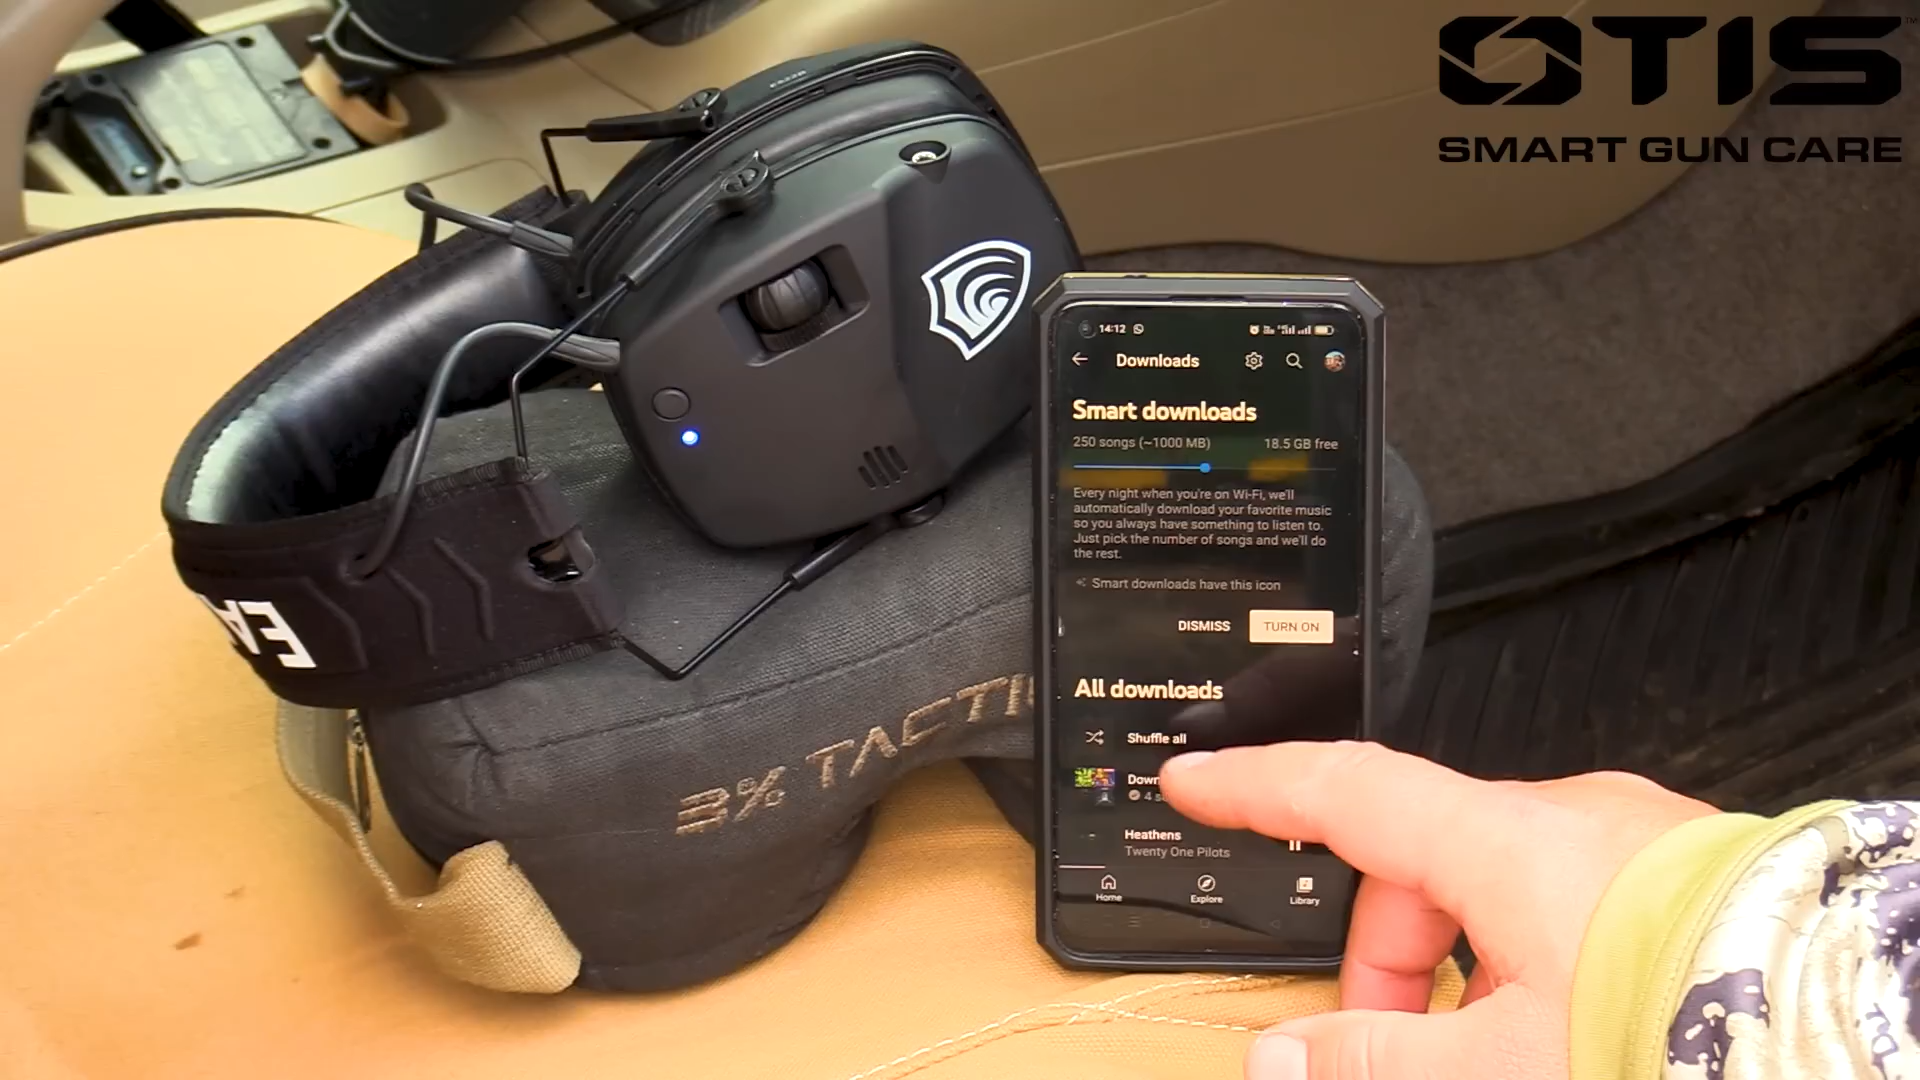 OTIS
SMART GUN CARE
14:12
Downloads
Smart downloads
250 songs (~1000 MB)
18.5 GB free
Every night when you're on Wi-Fi, we'll
automatically download your favorite music
so you always have something to listen to.
Just pick the number of songs and we'll do
the rest.
Smart downloads have this icon
DISMISS
TURN ON
All downloads
Shuffle all
Down
4 s
Heathens
Twenty One Pilots
Home
Explore
Library
3% TACTI
EA